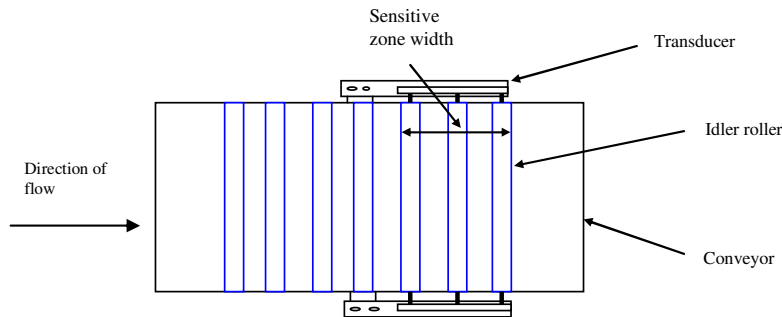 Sensitive
zone width
Transducer
Idler roller
Direction of
flow
Conveyor